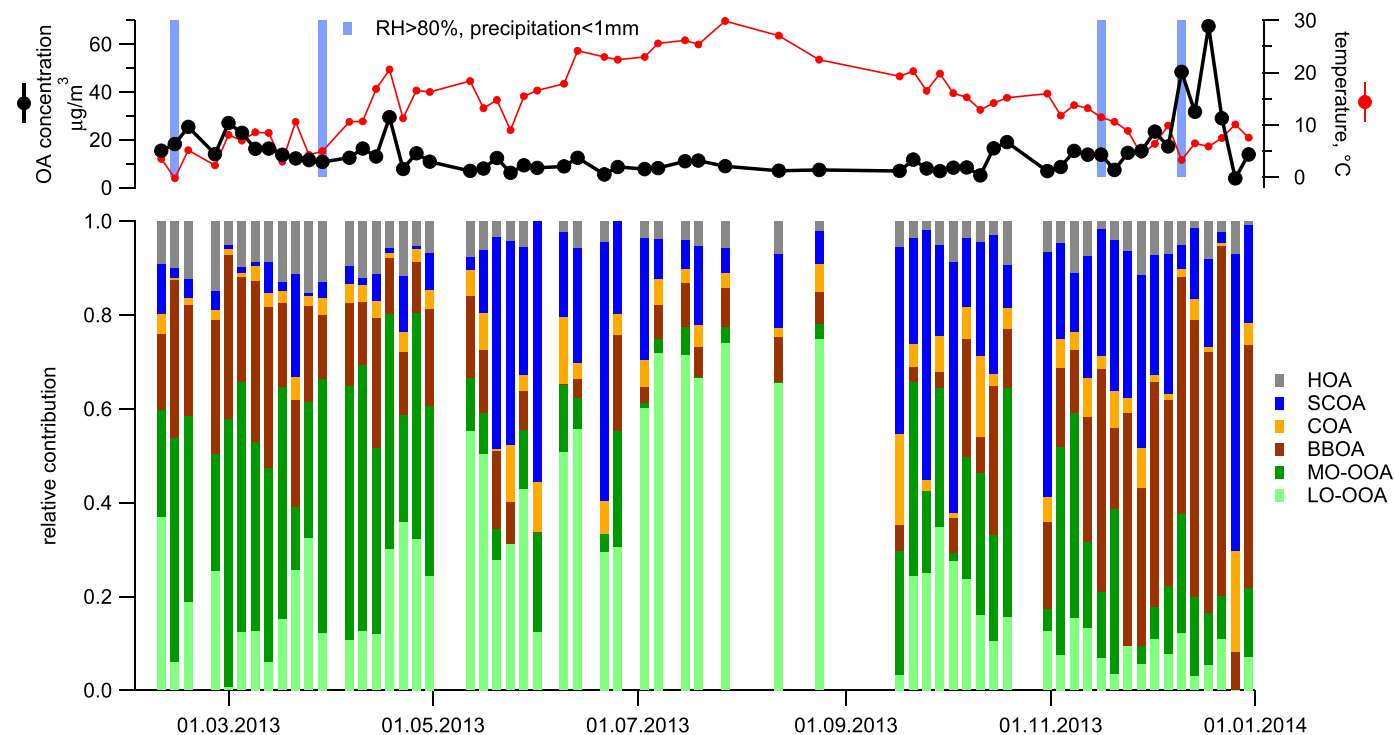 RH>80%, precipitation<1mm
OA concentration
µg/m3
60
40
20
0
30
20
10
0
temperature, °C
relative contribution
1.0
0.8
0.6
0.4
0.2
0.0
HOA
SCOA
COA
BBOA
MO-OOA
LO-OOA
01.03.2013
01.05.2013
01.07.2013
01.09.2013
01.11.2013
01.01.2014